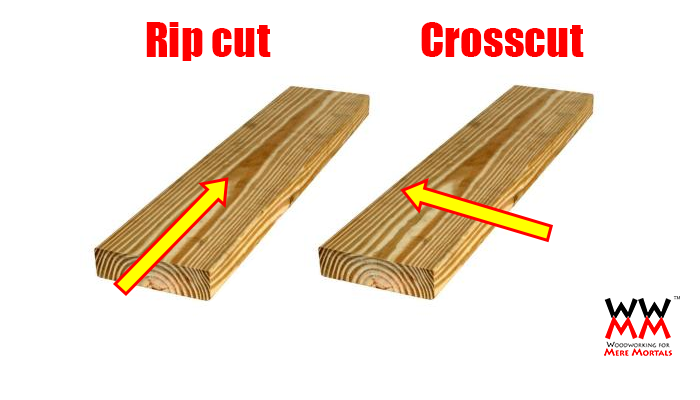 Rip cut
Crosscut
WW
MM
TM
WOODWORKING FOR
MERE MORTALS